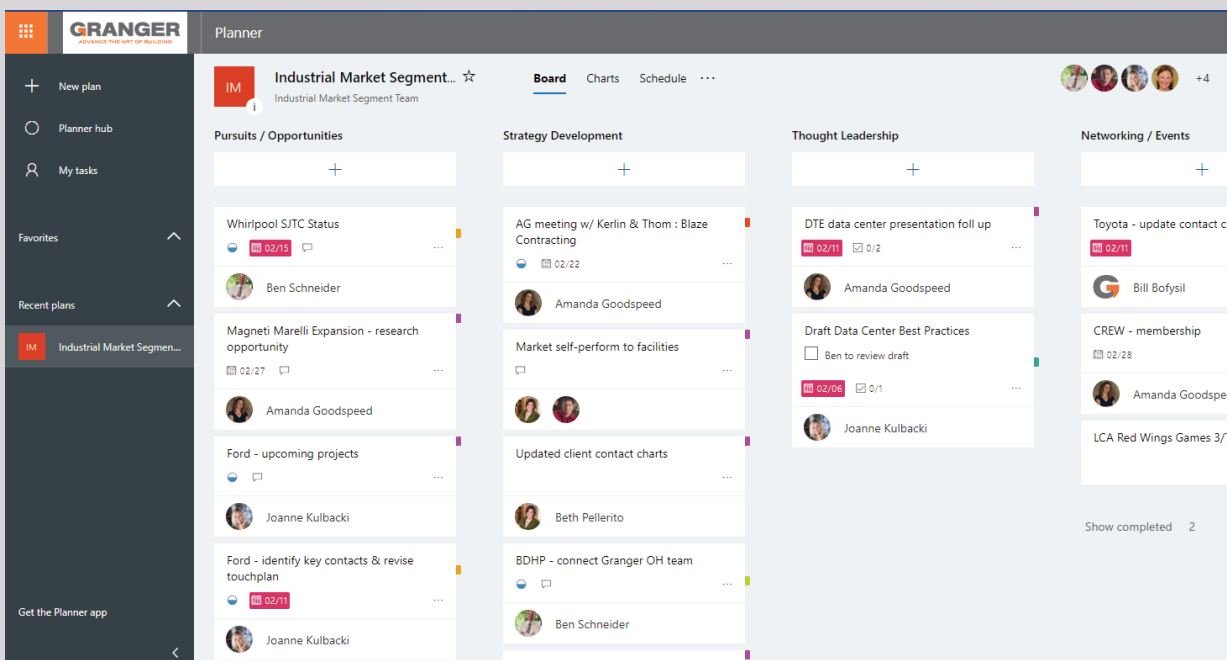 GRANGER
ADVANCE THE ART OF BUILDING
Planner
New plan
Planner hub
My tasks
Favorites
Recent plans
IM
Industrial Market Segmen...
Get the Planner app
IM
i
Industrial Market Segment...
Industrial Market Segment Team
Board
Charts
Schedule
...
+4
Pursuits / Opportunities
Whirlpool SJTC Status
02/15
...
Ben Schneider
Magneti Marelli Expansion - research
opportunity
02/27
...
Amanda Goodspeed
Ford - upcoming projects
...
Joanne Kulbacki
Ford - identify key contacts & revise
touchplan
02/11
...
Joanne Kulbacki
Strategy Development
AG meeting w/ Kerlin & Thom : Blaze
Contracting
02/22
...
Amanda Goodspeed
Market self-perform to facilities
...
Updated client contact charts
...
Beth Pellerito
BDHP - connect Granger OH team
...
Ben Schneider
Thought Leadership
DTE data center presentation foll up
02/11
0/2
...
Amanda Goodspeed
Draft Data Center Best Practices
Ben to review draft
02/06
0/1
...
Joanne Kulbacki
Networking / Events
Toyota - update contact c
02/11
G
Bill Bofysil
CREW - membership
02/28
Amanda Goodspe
LCA Red Wings Games 3/7
Show completed 2